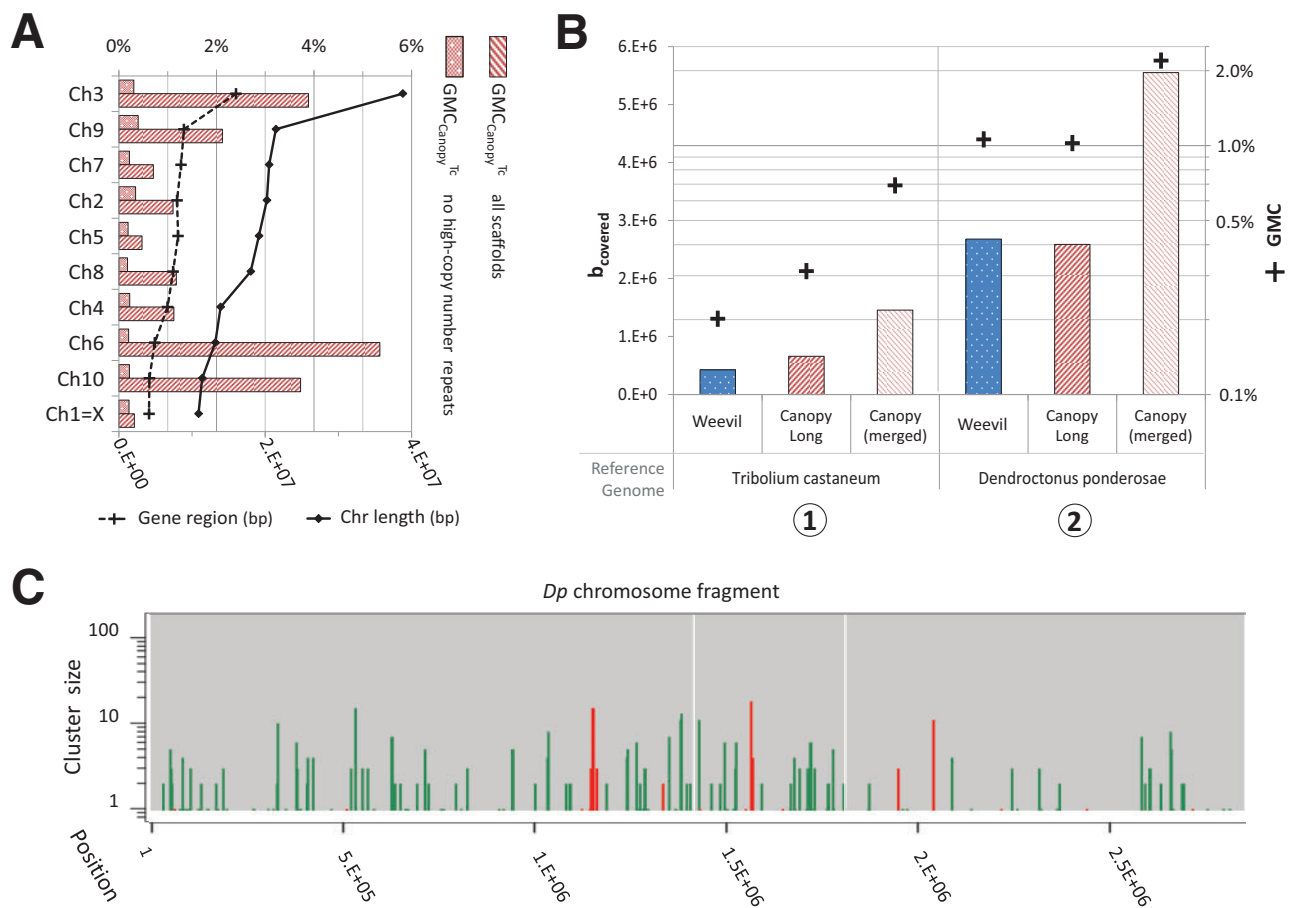 A
0% 2% 4% 6%
Ch3
Ch9
Ch7
Ch2
Ch5
Ch8
Ch4
Ch6
Ch10
Ch1=X
0.E+00 2.E+07 4.E+07
Gene region (bp) Chr length (bp)
GMC Canopy Tc no high-copy number repeats
GMC Canopy Tc all scaffolds
B
6.E+6
5.E+6
4.E+6
3.E+6
2.E+6
1.E+6
0.E+0
bcovered
2.0%
1.0%
0.5%
0.1%
+ GMC
Weevil Canopy Long Canopy (merged) Weevil Canopy Long Canopy (merged)
Reference Genome Tribolium castaneum Dendroctonus ponderosae
1 2
C
Dp chromosome fragment
Cluster size
100
10
1
Position 1 5.E+05 1.E+06 1.5E+06 2.E+06 2.5E+06